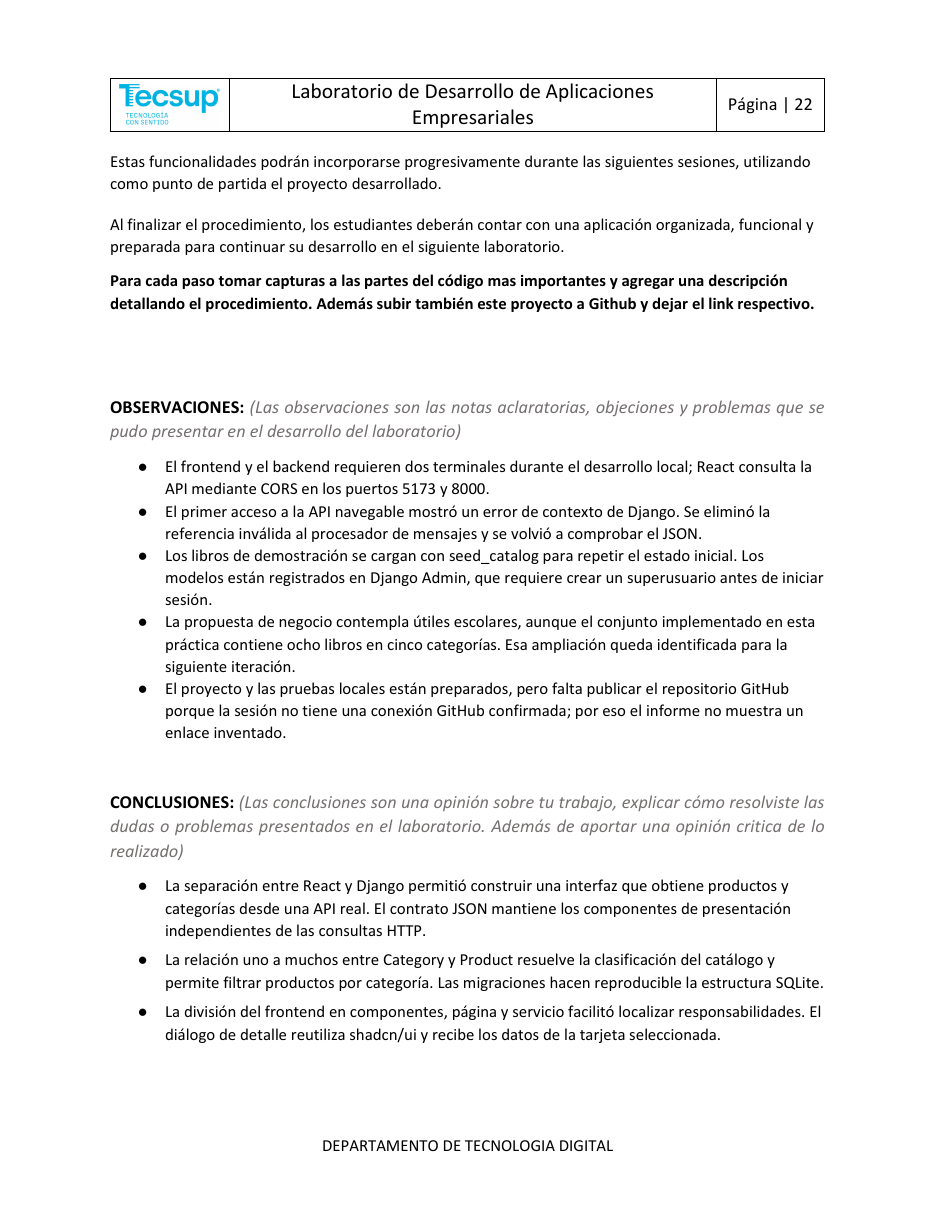 Tecsup
TECNOLOGÍA
CON SENTIDO
Laboratorio de Desarrollo de Aplicaciones
Empresariales
Página | 22
Estas funcionalidades podrán incorporarse progresivamente durante las siguientes sesiones, utilizando
como punto de partida el proyecto desarrollado.
Al finalizar el procedimiento, los estudiantes deberán contar con una aplicación organizada, funcional y
preparada para continuar su desarrollo en el siguiente laboratorio.
Para cada paso tomar capturas a las partes del código mas importantes y agregar una descripción
detallando el procedimiento. Además subir también este proyecto a Github y dejar el link respectivo.
OBSERVACIONES: (Las observaciones son las notas aclaratorias, objeciones y problemas que se
pudo presentar en el desarrollo del laboratorio)
● El frontend y el backend requieren dos terminales durante el desarrollo local; React consulta la
API mediante CORS en los puertos 5173 y 8000.
● El primer acceso a la API navegable mostró un error de contexto de Django. Se eliminó la
referencia inválida al procesador de mensajes y se volvió a comprobar el JSON.
● Los libros de demostración se cargan con seed_catalog para repetir el estado inicial. Los
modelos están registrados en Django Admin, que requiere crear un superusuario antes de iniciar
sesión.
● La propuesta de negocio contempla útiles escolares, aunque el conjunto implementado en esta
práctica contiene ocho libros en cinco categorías. Esa ampliación queda identificada para la
siguiente iteración.
● El proyecto y las pruebas locales están preparados, pero falta publicar el repositorio GitHub
porque la sesión no tiene una conexión GitHub confirmada; por eso el informe no muestra un
enlace inventado.
CONCLUSIONES: (Las conclusiones son una opinión sobre tu trabajo, explicar cómo resolviste las
dudas o problemas presentados en el laboratorio. Además de aportar una opinión critica de lo
realizado)
● La separación entre React y Django permitió construir una interfaz que obtiene productos y
categorías desde una API real. El contrato JSON mantiene los componentes de presentación
independientes de las consultas HTTP.
● La relación uno a muchos entre Category y Product resuelve la clasificación del catálogo y
permite filtrar productos por categoría. Las migraciones hacen reproducible la estructura SQLite.
● La división del frontend en componentes, página y servicio facilitó localizar responsabilidades. El
diálogo de detalle reutiliza shadcn/ui y recibe los datos de la tarjeta seleccionada.
DEPARTAMENTO DE TECNOLOGIA DIGITAL